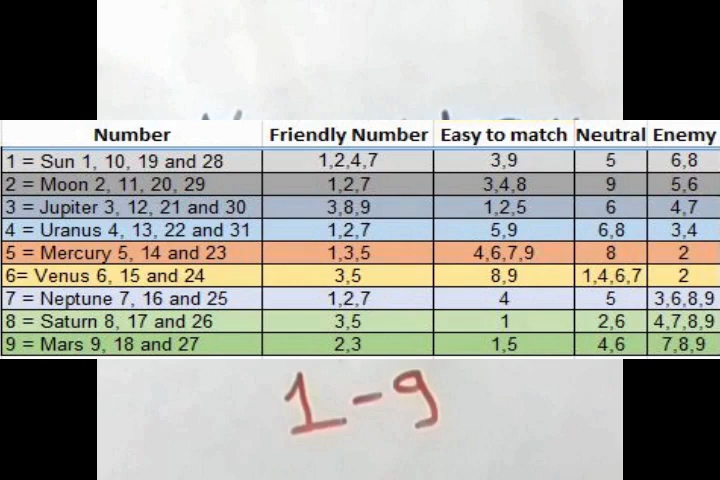 Number Friendly Number Easy to match Neutral Enemy
1 = Sun 1, 10, 19 and 28 1,2,4,7 3,9 5 6,8
2 = Moon 2, 11, 20, 29 1,2,7 3,4,8 9 5,6
3 = Jupiter 3, 12, 21 and 30 3,8,9 1,2,5 6 4,7
4 = Uranus 4, 13, 22 and 31 1,2,7 5,9 6,8 3,4
5 = Mercury 5, 14 and 23 1,3,5 4,6,7,9 8 2
6= Venus 6, 15 and 24 3,5 8,9 1,4,6,7 2
7 = Neptune 7, 16 and 25 1,2,7 4 5 3,6,8,9
8 = Saturn 8, 17 and 26 3,5 1 2,6 4,7,8,9
9 = Mars 9, 18 and 27 2,3 1,5 4,6 7,8,9
1-9